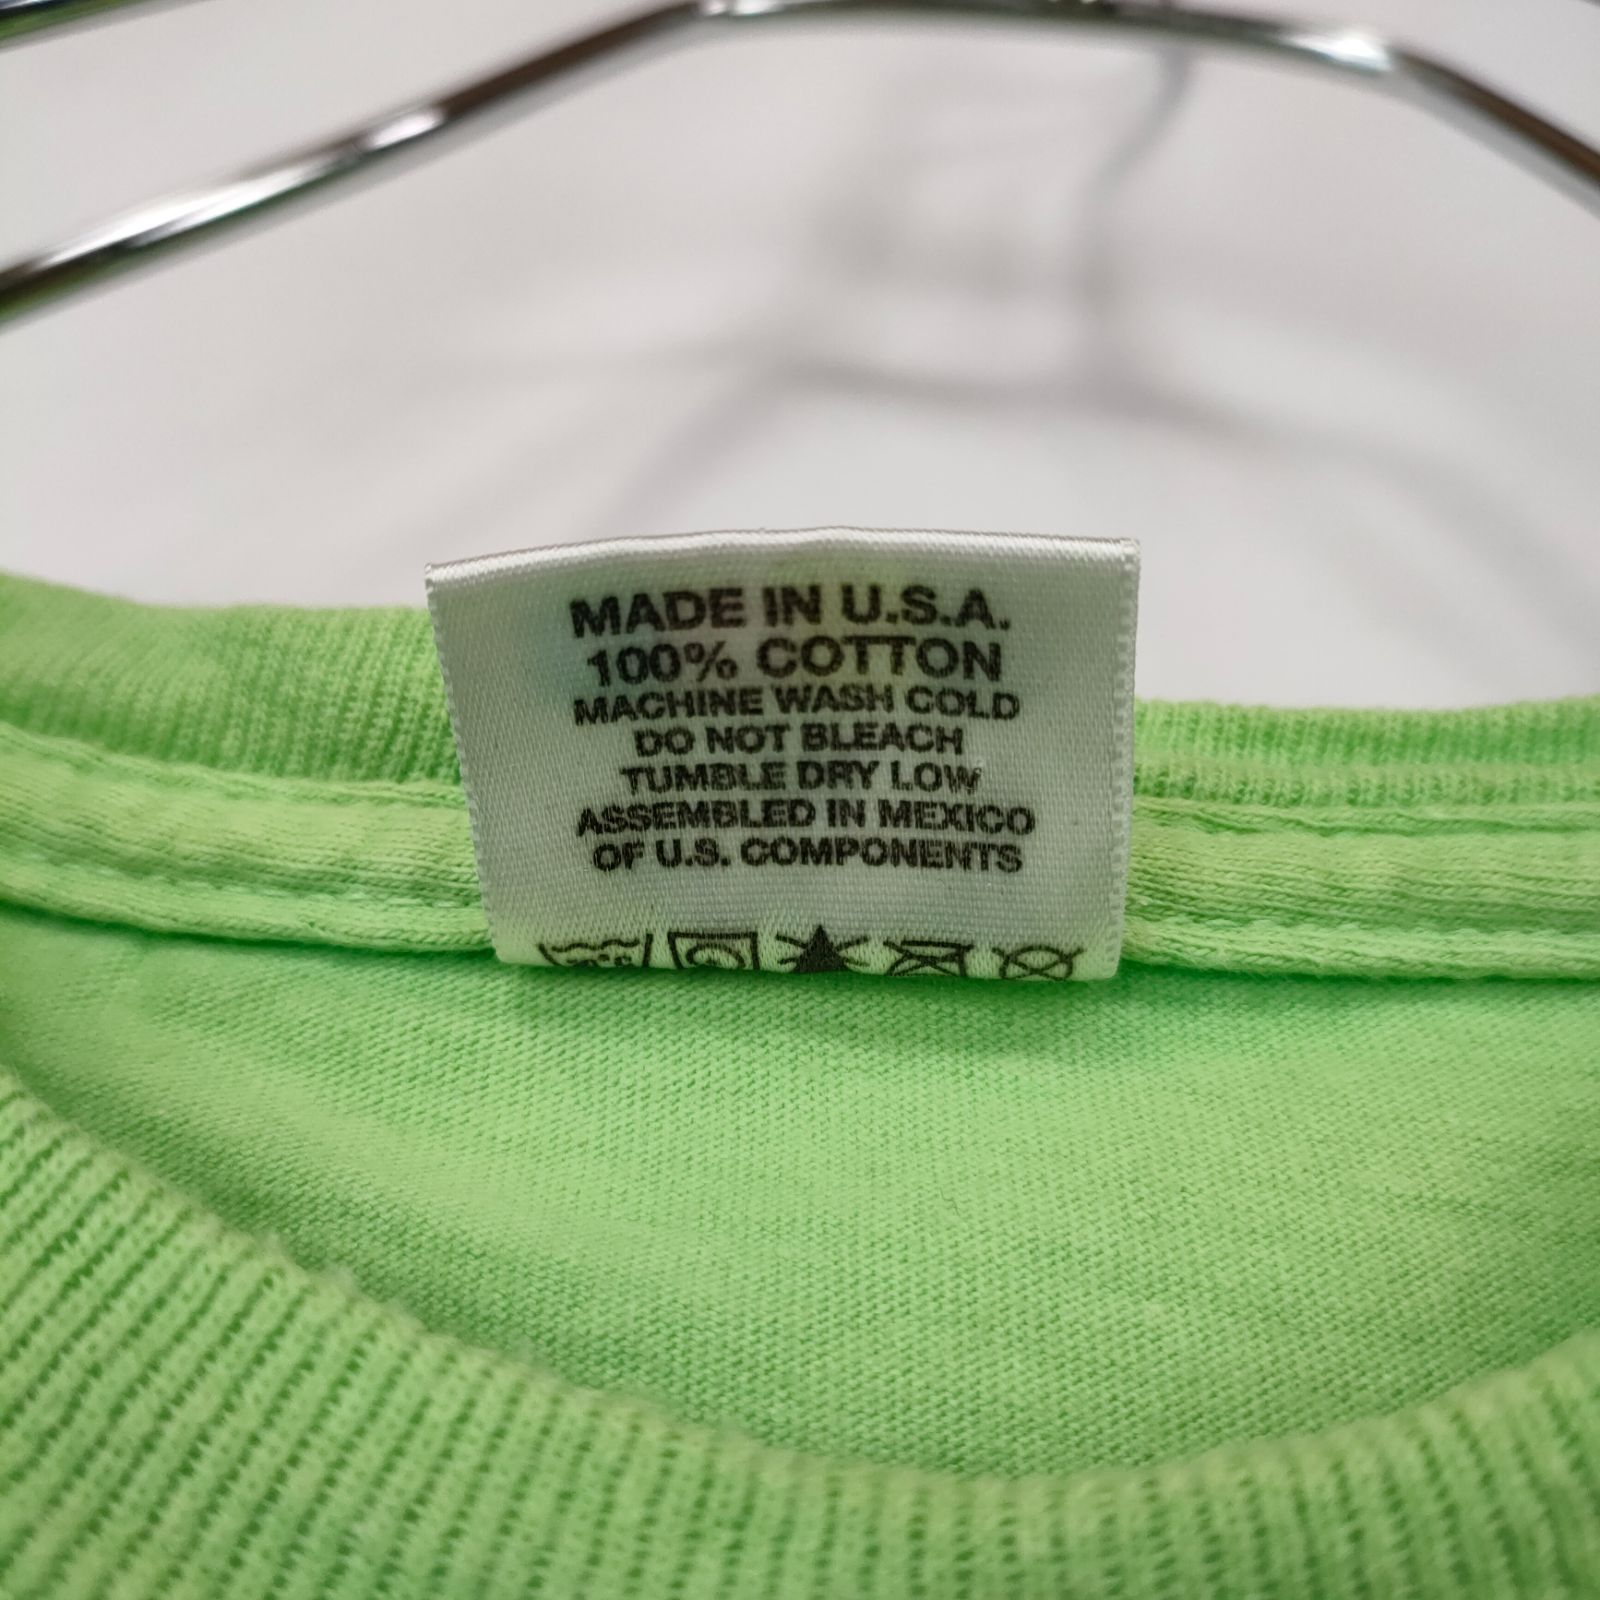 MADE IN U.S.A.
100% COTTON
MACHINE WASH COLD
DO NOT BLEACH
TUMBLE DRY LOW
ASSEMBLED IN MEXICO
OF U.S. COMPONENTS